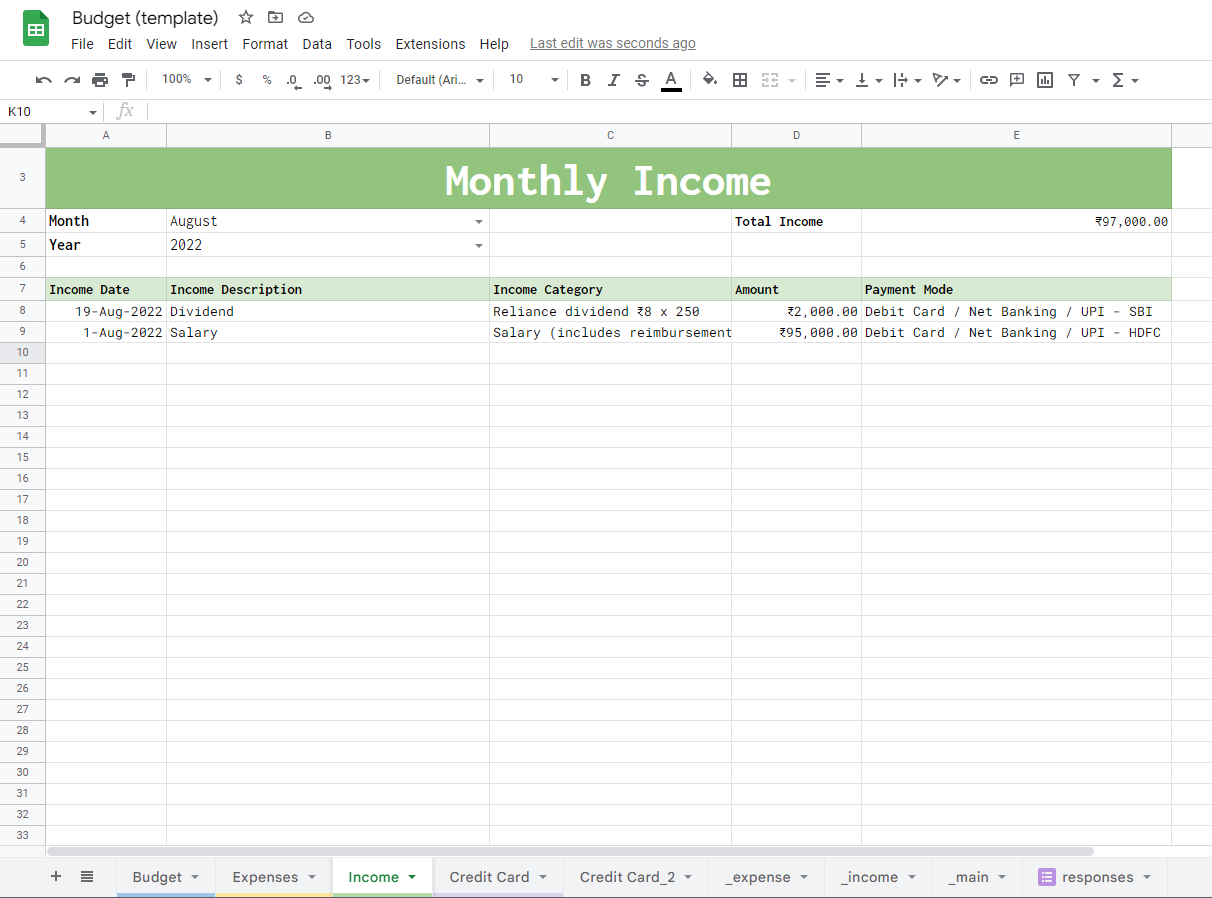 Budget (template)
File Edit View Insert Format Data Tools Extensions Help Last edit was seconds ago
100% $ % .0 .00 123 Default (Ari... 10 B I S A
K10 fx
A B C D E
3 Monthly Income
4 Month August Total Income ₹97,000.00
5 Year 2022
6
7 Income Date Income Description Income Category Amount Payment Mode
8 19-Aug-2022 Dividend Reliance dividend ₹8 x 250 ₹2,000.00 Debit Card / Net Banking / UPI - SBI
9 1-Aug-2022 Salary Salary (includes reimbursement ₹95,000.00 Debit Card / Net Banking / UPI - HDFC
10
11
12
13
14
15
16
17
18
19
20
21
22
23
24
25
26
27
28
29
30
31
32
33
Budget Expenses Income Credit Card Credit Card_2 _expense _income _main responses